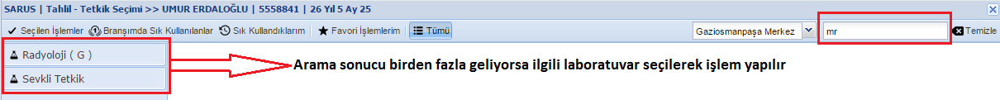 SARUS | Tahlil - Tetkik Seçimi >> UMUR ERDALOĞLU | 5558841 | 26 Yıl 5 Ay 25
Seçilen İşlemler Branşımda Sık Kullanılanlar Sık Kullandıklarım Favori İşlemlerim Tümü Gaziosmanpaşa Merkez mr Temizle
Radyoloji ( G )
Arama sonucu birden fazla geliyorsa ilgili laboratuvar seçilerek işlem yapılır
Sevkli Tetkik